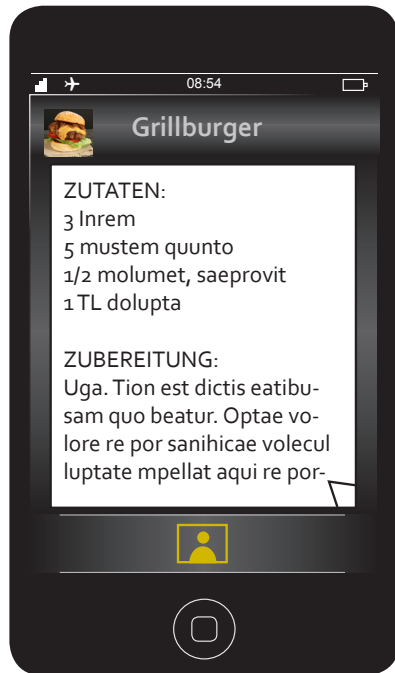 08:54
Grillburger
ZUTATEN:
3 Inrem
5 mustem quunto
1/2 molumet, saeprovit
1 TL dolupta
ZUBEREITUNG:
Uga. Tion est dictis eatibu-
sam quo beatur. Optae vo-
lore re por sanihicae volecul
luptate mpellat aqui re por-